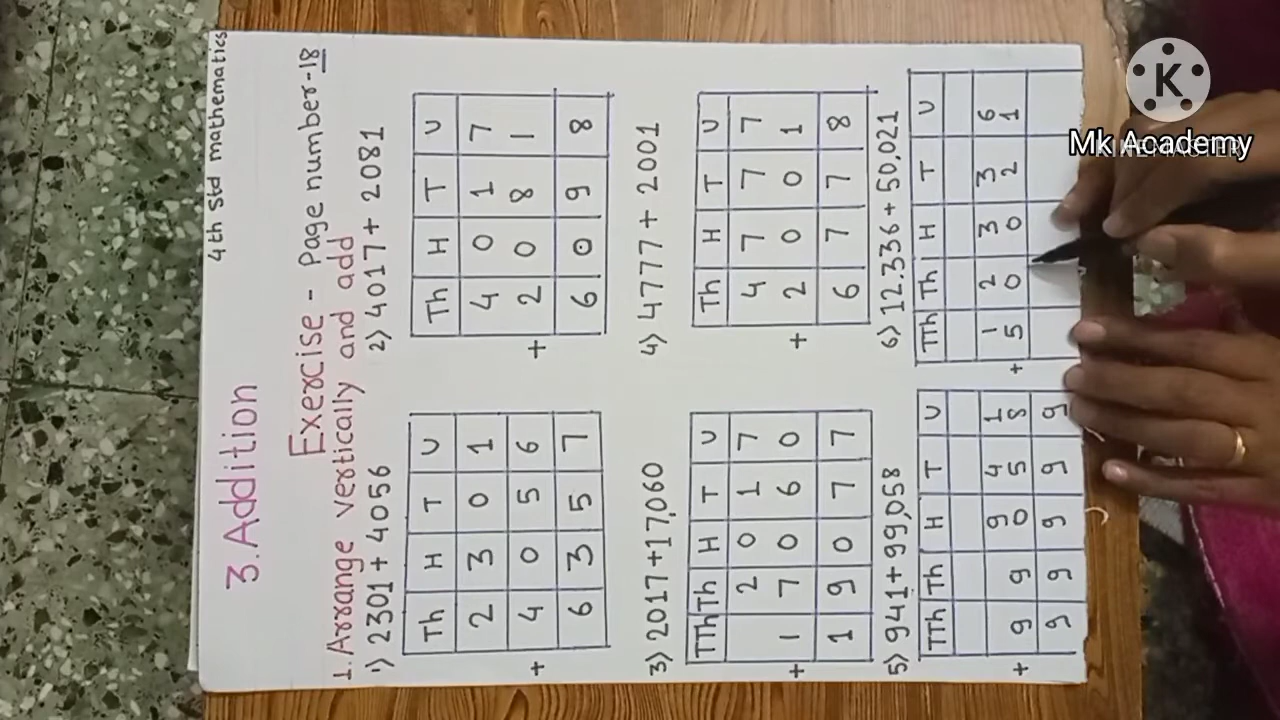 4th Std mathematics
3. Addition
Exercise - Page number-18
1. Arrange vertically and add
1) 2301 + 4056
Th H T U
2 3 0 1
+ 4 0 5 6
6 3 5 7
2) 4017 + 2081
Th H T U
4 0 1 7
+ 2 0 8 1
6 0 9 8
3) 2017 + 17,060
TTh Th H T U
2 0 1 7
+ 1 7 0 6 0
1 9 0 7 7
4) 4777 + 2001
Th H T U
4 7 7 7
+ 2 0 0 1
6 7 7 8
5) 941 + 99,058
TTh Th H T U
9 4 1
+ 9 9 0 5 8
9 9 9 9 9
6) 12.336 + 50,021
TTh Th H T U
1 2 3 3 6
+ 5 0 0 2 1
K
Mk Academy
KINEMASTER